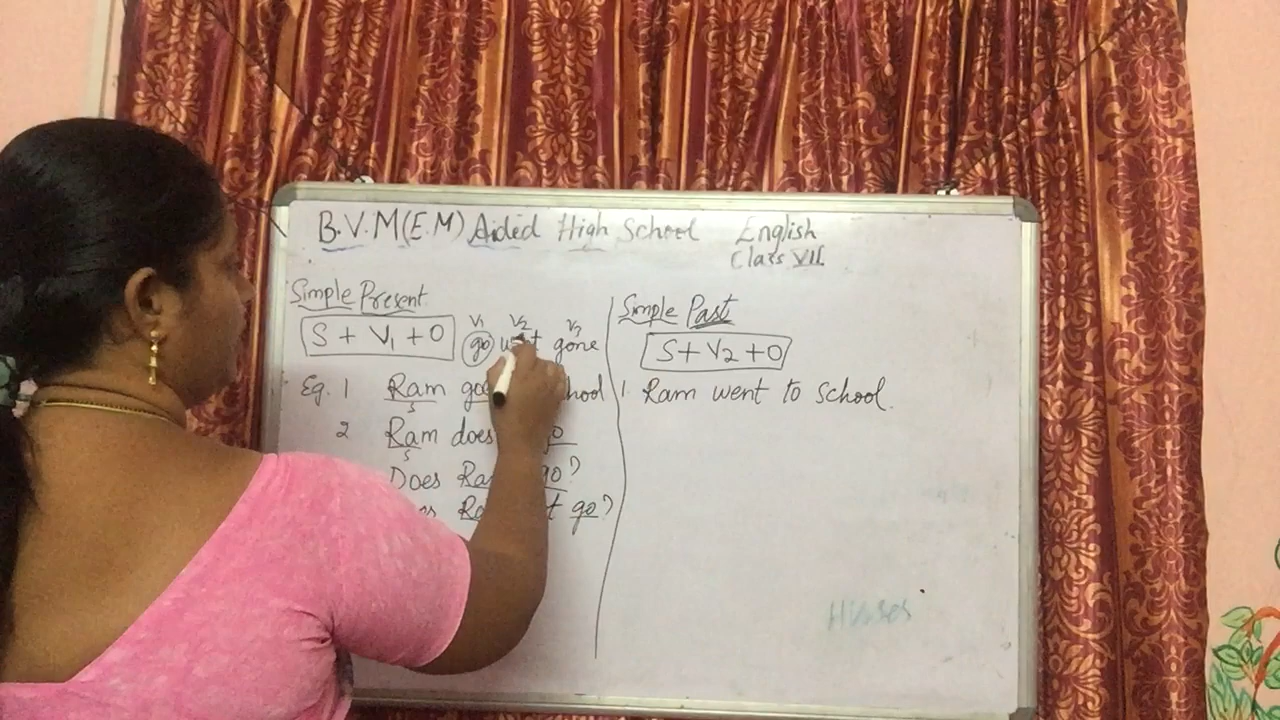 B.V.M(E.M) Aided High School English
Class VII
Simple Present
S + V1 + O
V1 V2 V3
go went gone
Eg. 1 Ram
S
2 Ram does
S
Does go?
go?
Simple Past
S + V2 + O
1. Ram went to School.